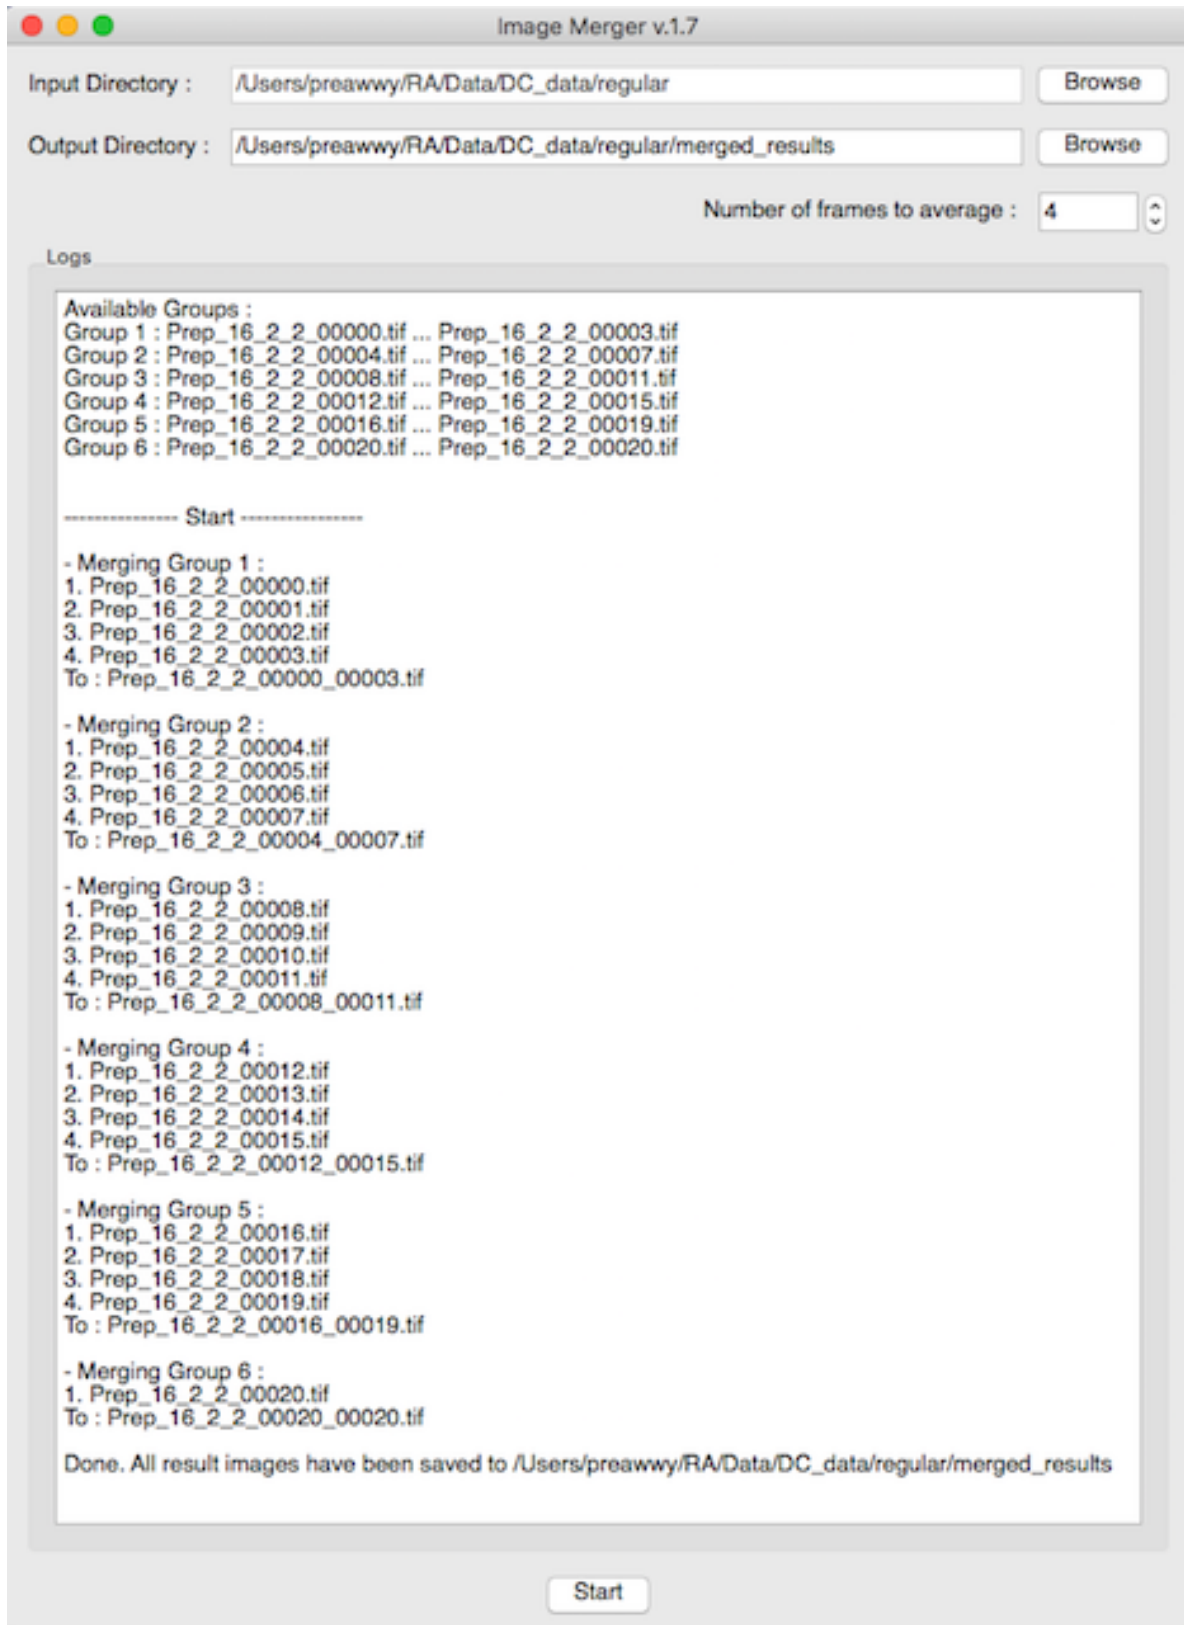 Image Merger v.1.7
Input Directory : /Users/preawwy/RA/Data/DC_data/regular Browse
Output Directory : /Users/preawwy/RA/Data/DC_data/regular/merged_results Browse
Number of frames to average : 4
Logs
Available Groups :
Group 1 : Prep_16_2_2_00000.tif ... Prep_16_2_2_00003.tif
Group 2 : Prep_16_2_2_00004.tif ... Prep_16_2_2_00007.tif
Group 3 : Prep_16_2_2_00008.tif ... Prep_16_2_2_00011.tif
Group 4 : Prep_16_2_2_00012.tif ... Prep_16_2_2_00015.tif
Group 5 : Prep_16_2_2_00016.tif ... Prep_16_2_2_00019.tif
Group 6 : Prep_16_2_2_00020.tif ... Prep_16_2_2_00020.tif
--------------- Start ----------------
- Merging Group 1 :
1. Prep_16_2_2_00000.tif
2. Prep_16_2_2_00001.tif
3. Prep_16_2_2_00002.tif
4. Prep_16_2_2_00003.tif
To : Prep_16_2_2_00000_00003.tif
- Merging Group 2 :
1. Prep_16_2_2_00004.tif
2. Prep_16_2_2_00005.tif
3. Prep_16_2_2_00006.tif
4. Prep_16_2_2_00007.tif
To : Prep_16_2_2_00004_00007.tif
- Merging Group 3 :
1. Prep_16_2_2_00008.tif
2. Prep_16_2_2_00009.tif
3. Prep_16_2_2_00010.tif
4. Prep_16_2_2_00011.tif
To : Prep_16_2_2_00008_00011.tif
- Merging Group 4 :
1. Prep_16_2_2_00012.tif
2. Prep_16_2_2_00013.tif
3. Prep_16_2_2_00014.tif
4. Prep_16_2_2_00015.tif
To : Prep_16_2_2_00012_00015.tif
- Merging Group 5 :
1. Prep_16_2_2_00016.tif
2. Prep_16_2_2_00017.tif
3. Prep_16_2_2_00018.tif
4. Prep_16_2_2_00019.tif
To : Prep_16_2_2_00016_00019.tif
- Merging Group 6 :
1. Prep_16_2_2_00020.tif
To : Prep_16_2_2_00020_00020.tif
Done. All result images have been saved to /Users/preawwy/RA/Data/DC_data/regular/merged_results
Start